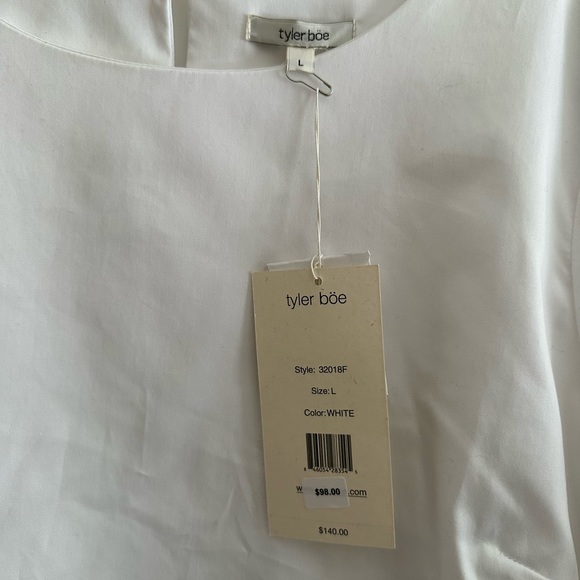 tyler böe
L
tyler böe
Style: 32018F
Size: L
Color: WHITE
w .com
$98.00
$140.00